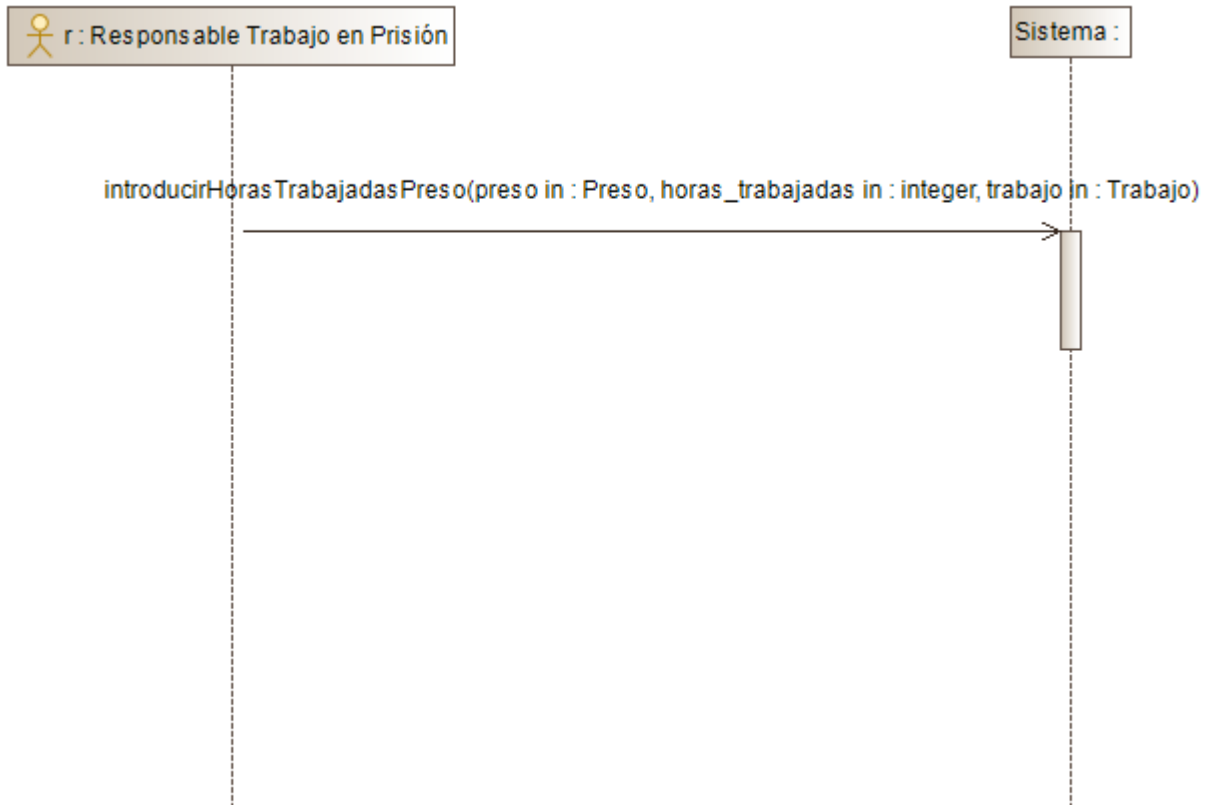 r : Responsable Trabajo en Prisión
Sistema :
introducirHorasTrabajadasPreso(preso in : Preso, horas_trabajadas in : integer, trabajo in : Trabajo)